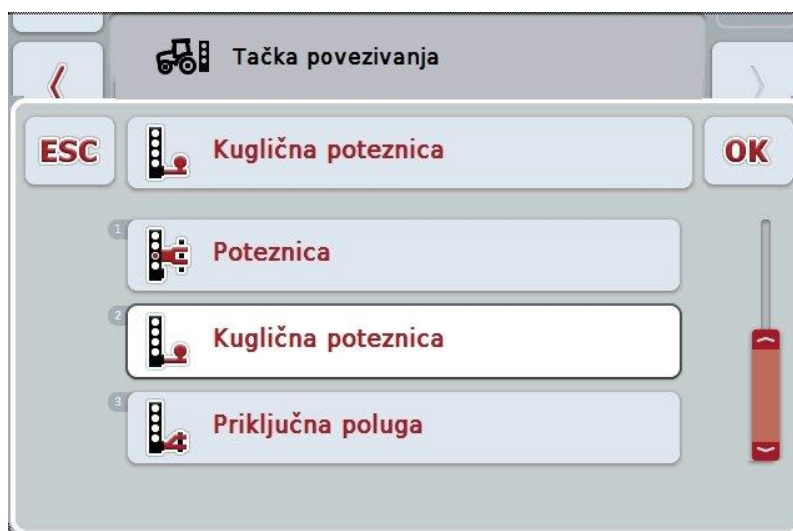 Tačka povezivanja
ESC
Kuglična poteznica
OK
1
Poteznica
2
Kuglična poteznica
3
Priključna poluga